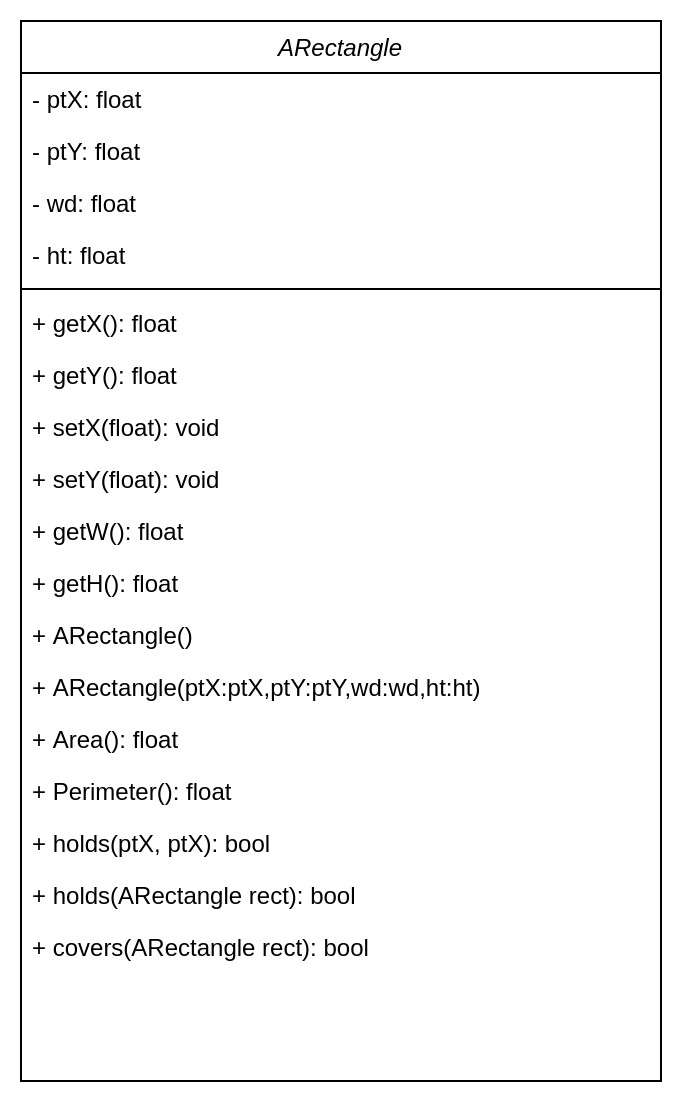 ARectangle
- ptX: float
- ptY: float
- wd: float
- ht: float
+ getX(): float
+ getY(): float
+ setX(float): void
+ setY(float): void
+ getW(): float
+ getH(): float
+ ARectangle()
+ ARectangle(ptX:ptX,ptY:ptY,wd:wd,ht:ht)
+ Area(): float
+ Perimeter(): float
+ holds(ptX, ptX): bool
+ holds(ARectangle rect): bool
+ covers(ARectangle rect): bool